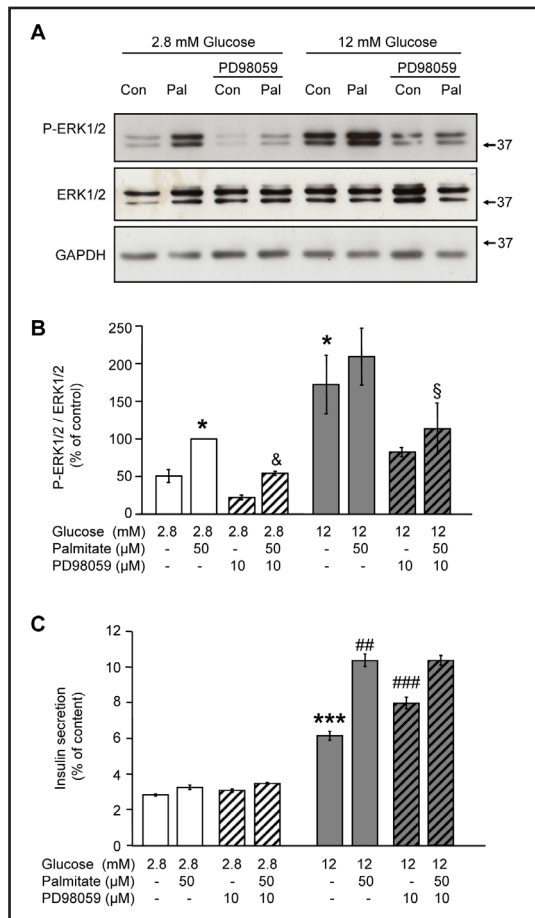 A
2.8 mM Glucose 12 mM Glucose
PD98059 PD98059
Con Pal Con Pal Con Pal Con Pal
P-ERK1/2
←37
ERK1/2
←37
GAPDH
←37
B
P-ERK1/2 / ERK1/2
(% of control)
250
200
150
100
50
0
* & * §
Glucose (mM) 2.8 2.8 2.8 2.8 12 12 12 12
Palmitate (µM) - 50 - 50 - 50 - 50
PD98059 (µM) - - 10 10 - - 10 10
C
Insulin secretion
(% of content)
12
10
8
6
4
2
0
*** ## ###
Glucose (mM) 2.8 2.8 2.8 2.8 12 12 12 12
Palmitate (µM) - 50 - 50 - 50 - 50
PD98059 (µM) - - 10 10 - - 10 10